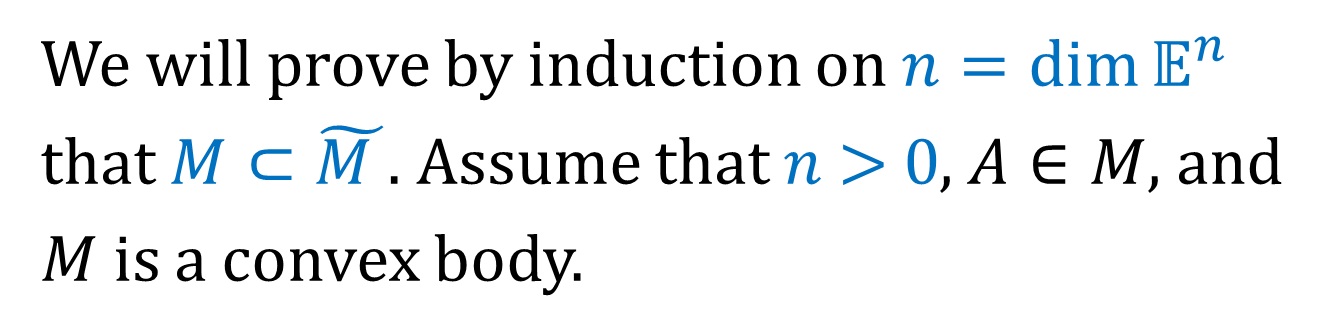 We will prove by induction on 𝑛 = dim 𝔼ⁿ
that 𝑀 ⊂ 𝑀̃ . Assume that 𝑛 > 0, 𝐴 ∈ 𝑀, and
𝑀 is a convex body.